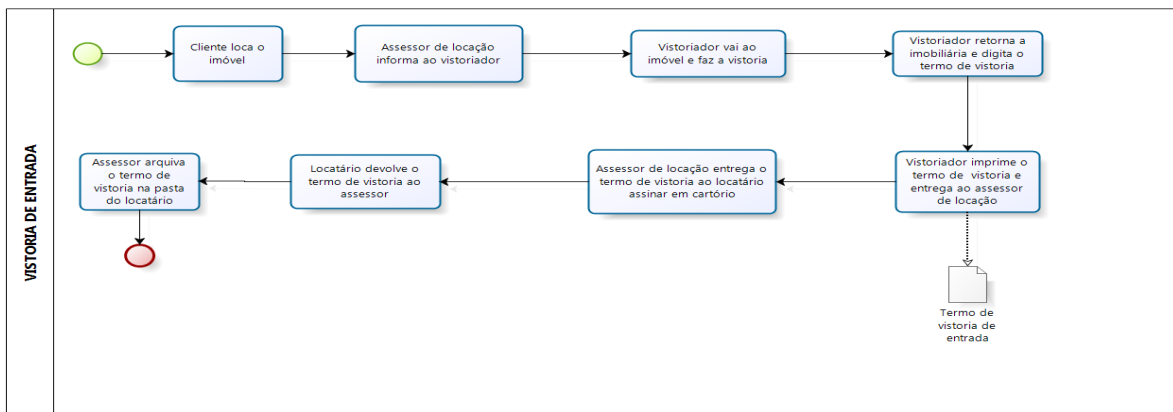 VISTORIA DE ENTRADA
Cliente loca o
imóvel
Assessor de locação
informa ao vistoriador
Vistoriador vai ao
imóvel e faz a vistoria
Vistoriador retorna a
imobiliária e digita o
termo de vistoria
Vistoriador imprime o
termo de vistoria e
entrega ao assessor
de locação
Assessor de locação entrega o
termo de vistoria ao locatário
assinar em cartório
Locatário devolve o
termo de vistoria ao
assessor
Assessor arquiva
o termo de
vistoria na pasta
do locatário
Termo de
vistoria de
entrada